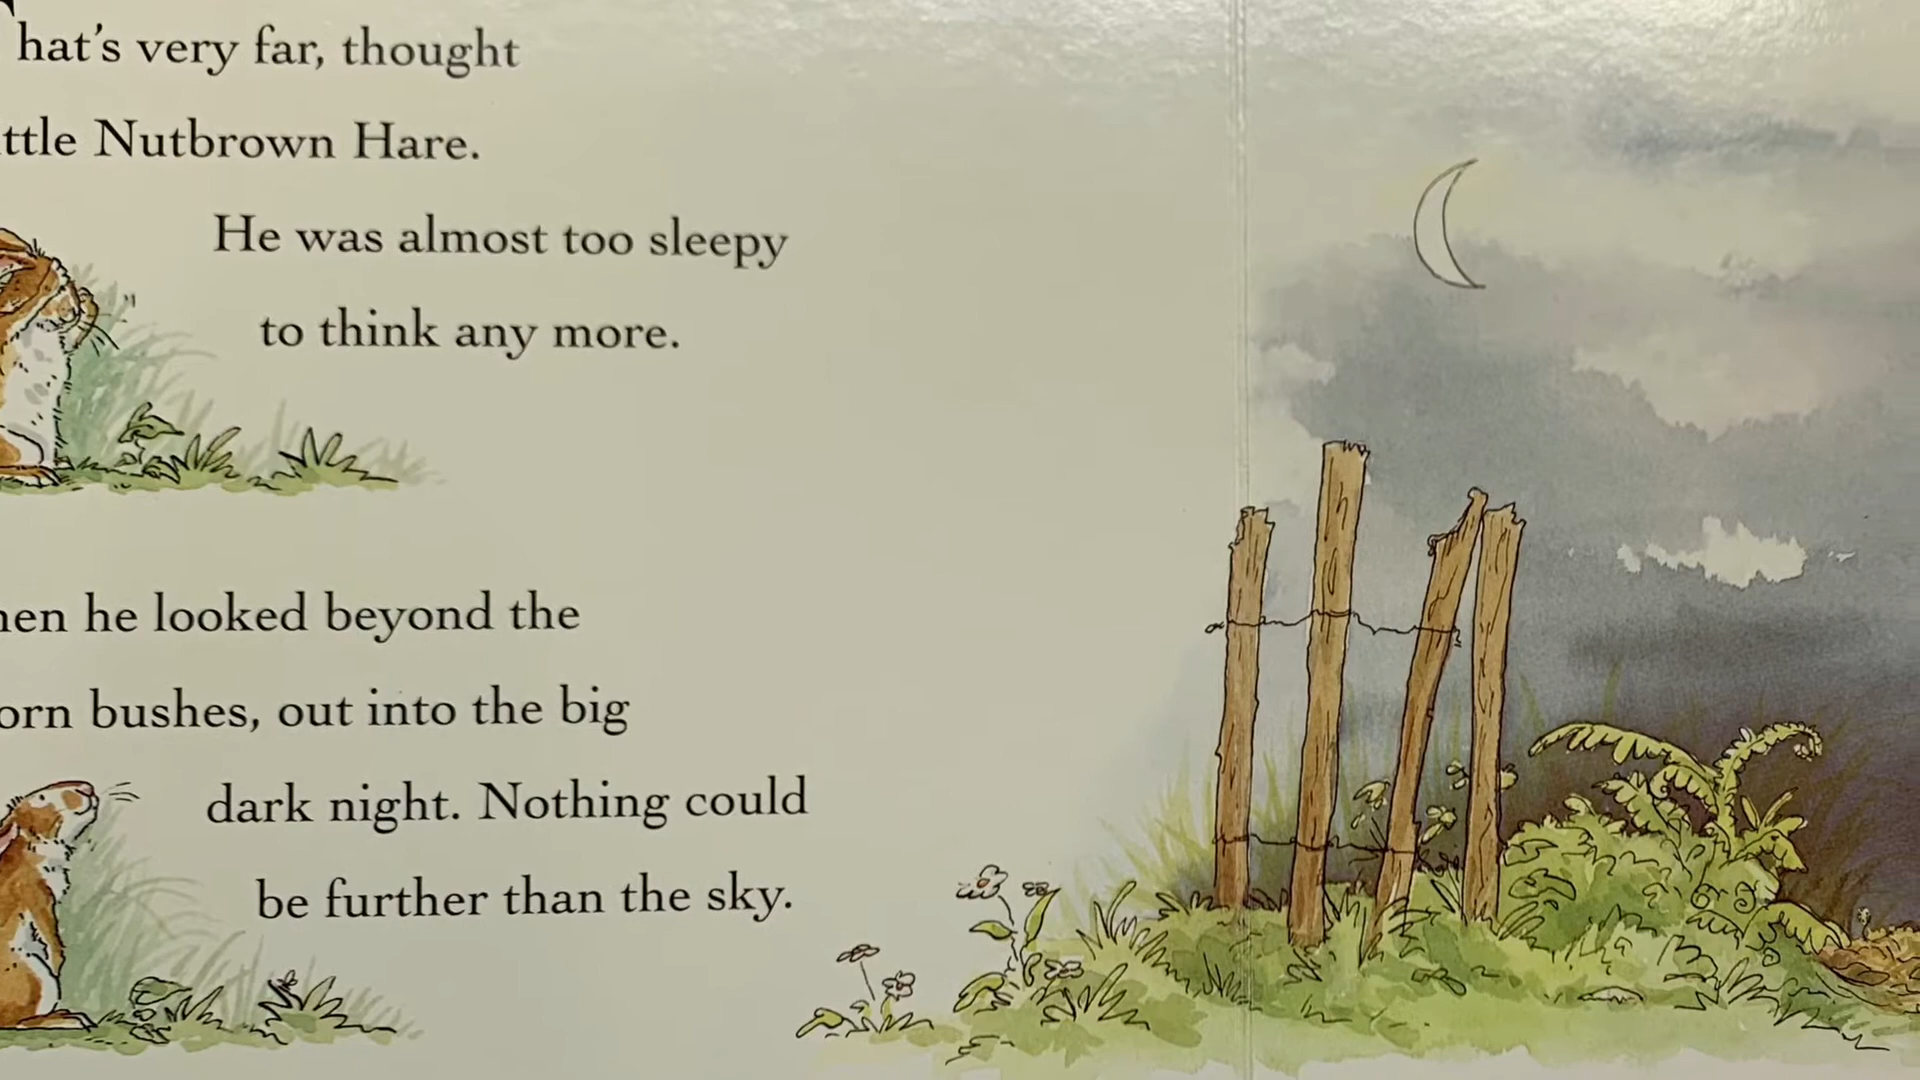 hat's very far, thought
ttle Nutbrown Hare.
He was almost too sleepy
to think any more.
hen he looked beyond the
orn bushes, out into the big
dark night. Nothing could
be further than the sky.